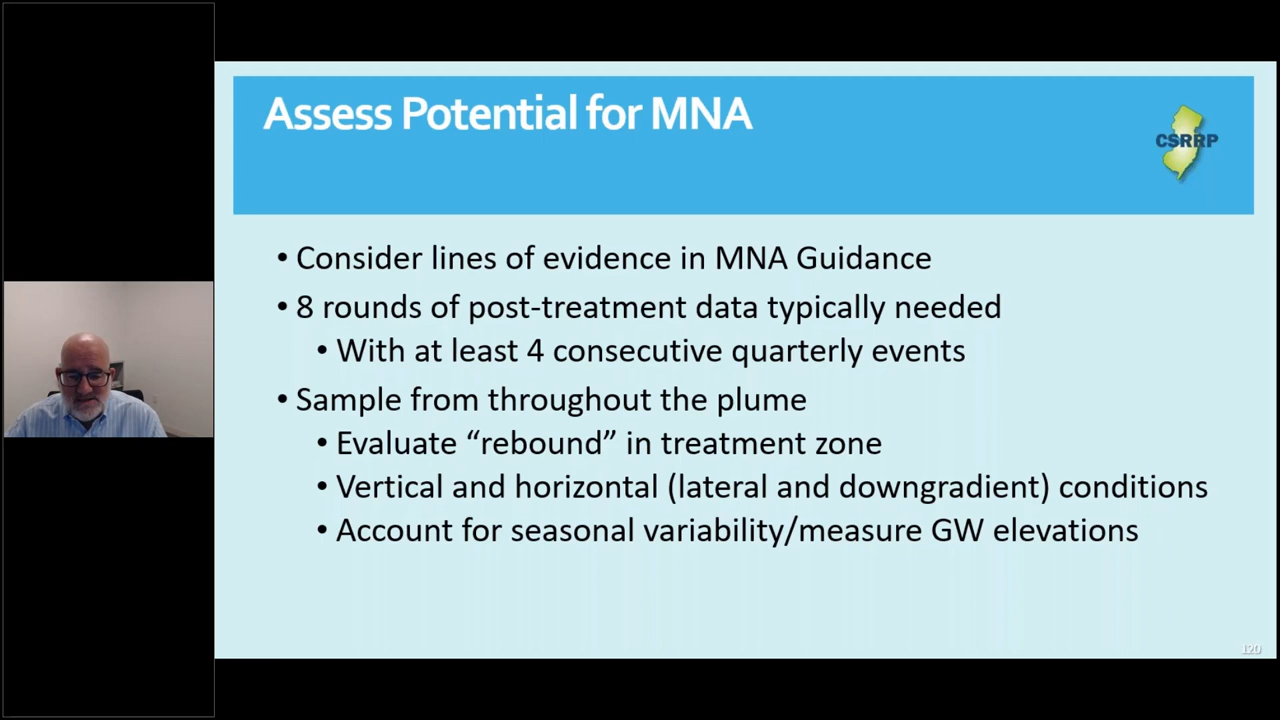 Assess Potential for MNA
CSRRP
• Consider lines of evidence in MNA Guidance
• 8 rounds of post-treatment data typically needed
• With at least 4 consecutive quarterly events
• Sample from throughout the plume
• Evaluate “rebound” in treatment zone
• Vertical and horizontal (lateral and downgradient) conditions
• Account for seasonal variability/measure GW elevations
120